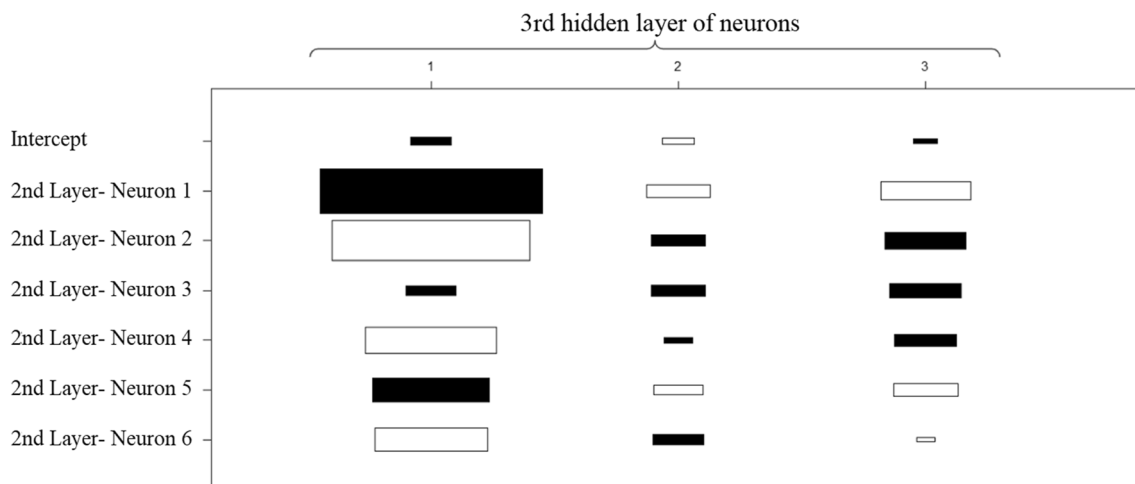 3rd hidden layer of neurons
1 2 3
Intercept
2nd Layer- Neuron 1
2nd Layer- Neuron 2
2nd Layer- Neuron 3
2nd Layer- Neuron 4
2nd Layer- Neuron 5
2nd Layer- Neuron 6